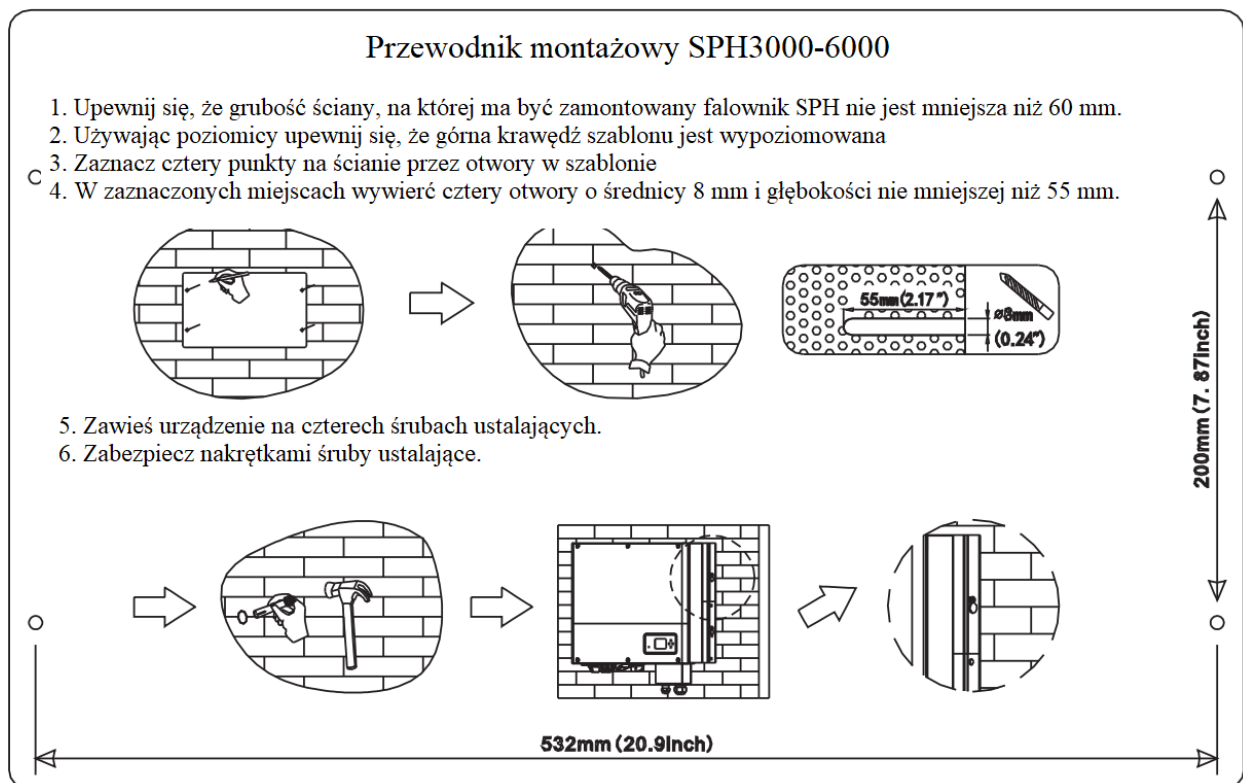 Przewodnik montażowy SPH3000-6000
1. Upewnij się, że grubość ściany, na której ma być zamontowany falownik SPH nie jest mniejsza niż 60 mm.
2. Używając poziomicy upewnij się, że górna krawędź szablonu jest wypoziomowana
3. Zaznacz cztery punkty na ścianie przez otwory w szablonie
4. W zaznaczonych miejscach wywierć cztery otwory o średnicy 8 mm i głębokości nie mniejszej niż 55 mm.
55mm(2.17")
ø8mm
(0.24")
200mm(7.87Inch)
5. Zawieś urządzenie na czterech śrubach ustalających.
6. Zabezpiecz nakrętkami śruby ustalające.
532mm(20.9Inch)